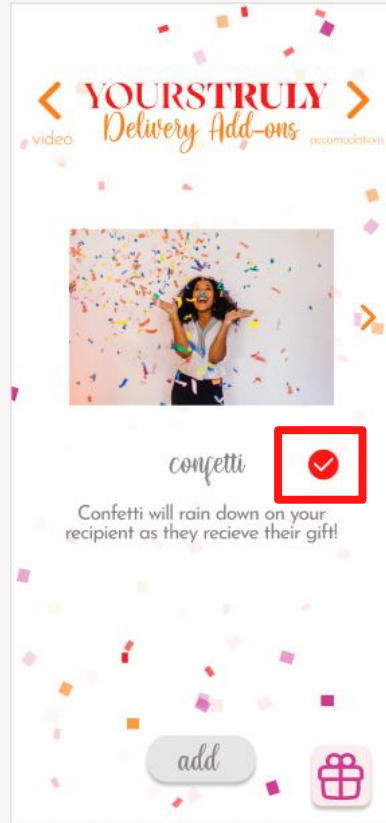 YOURSTRULY
Delivery Add-ons
video
accomodations
confetti
Confetti will rain down on your
recipient as they recieve their gift!
add